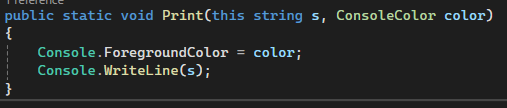 1 reference
public static void Print(this string s, ConsoleColor color)
{
Console.ForegroundColor = color;
Console.WriteLine(s);
}